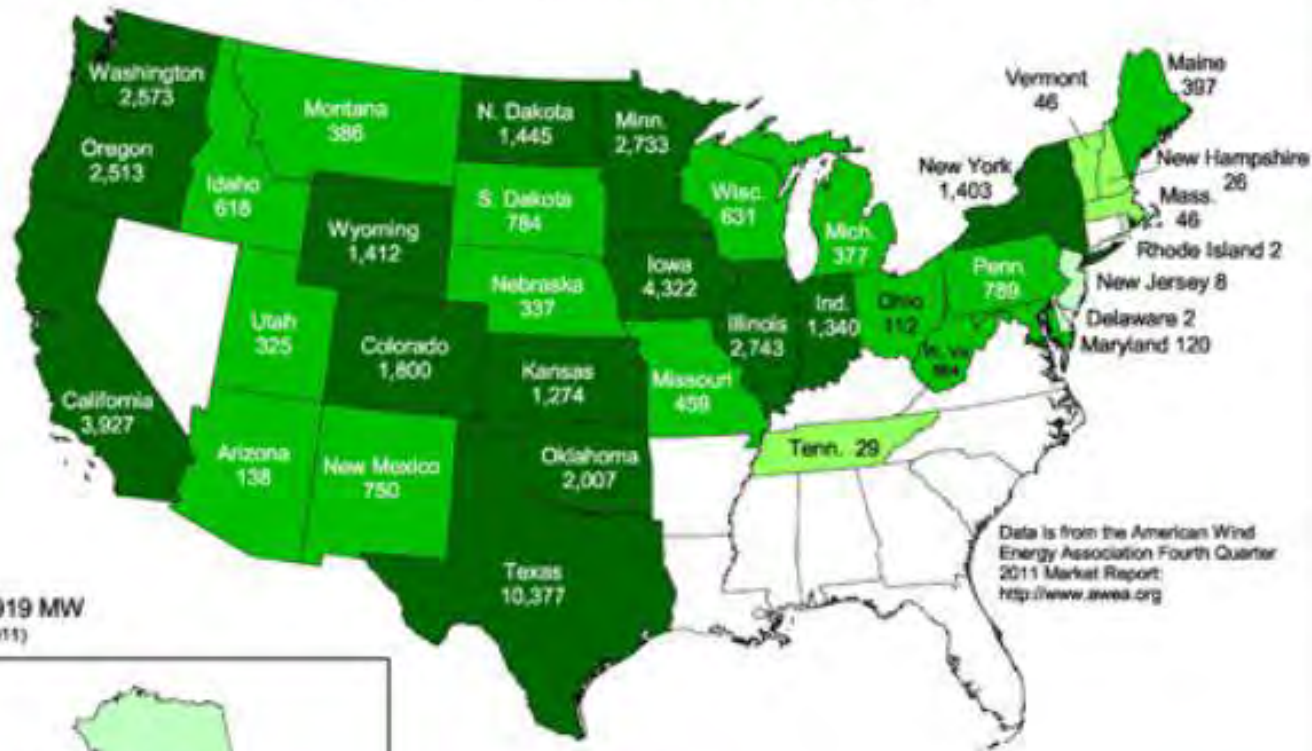 Washington
2,573
Oregon
2,513
California
3,927
Idaho
618
Montana
386
Wyoming
1,412
Utah
325
Colorado
1,800
Arizona
138
New Mexico
750
N. Dakota
1,445
S. Dakota
784
Nebraska
337
Kansas
1,274
Oklahoma
2,007
Texas
10,377
Minn.
2,733
Iowa
4,322
Missouri
459
Wisc.
631
Illinois
2,743
Mich.
377
Ind.
1,340
Ohio
112
W. Va
Penn.
789
Tenn. 29
New York
1,403
Vermont
46
Maine
397
New Hampshire
26
Mass.
46
Rhode Island 2
New Jersey 8
Delaware 2
Maryland 120
Data is from the American Wind
Energy Association Fourth Quarter
2011 Market Report:
http://www.awea.org
919 MW
011)